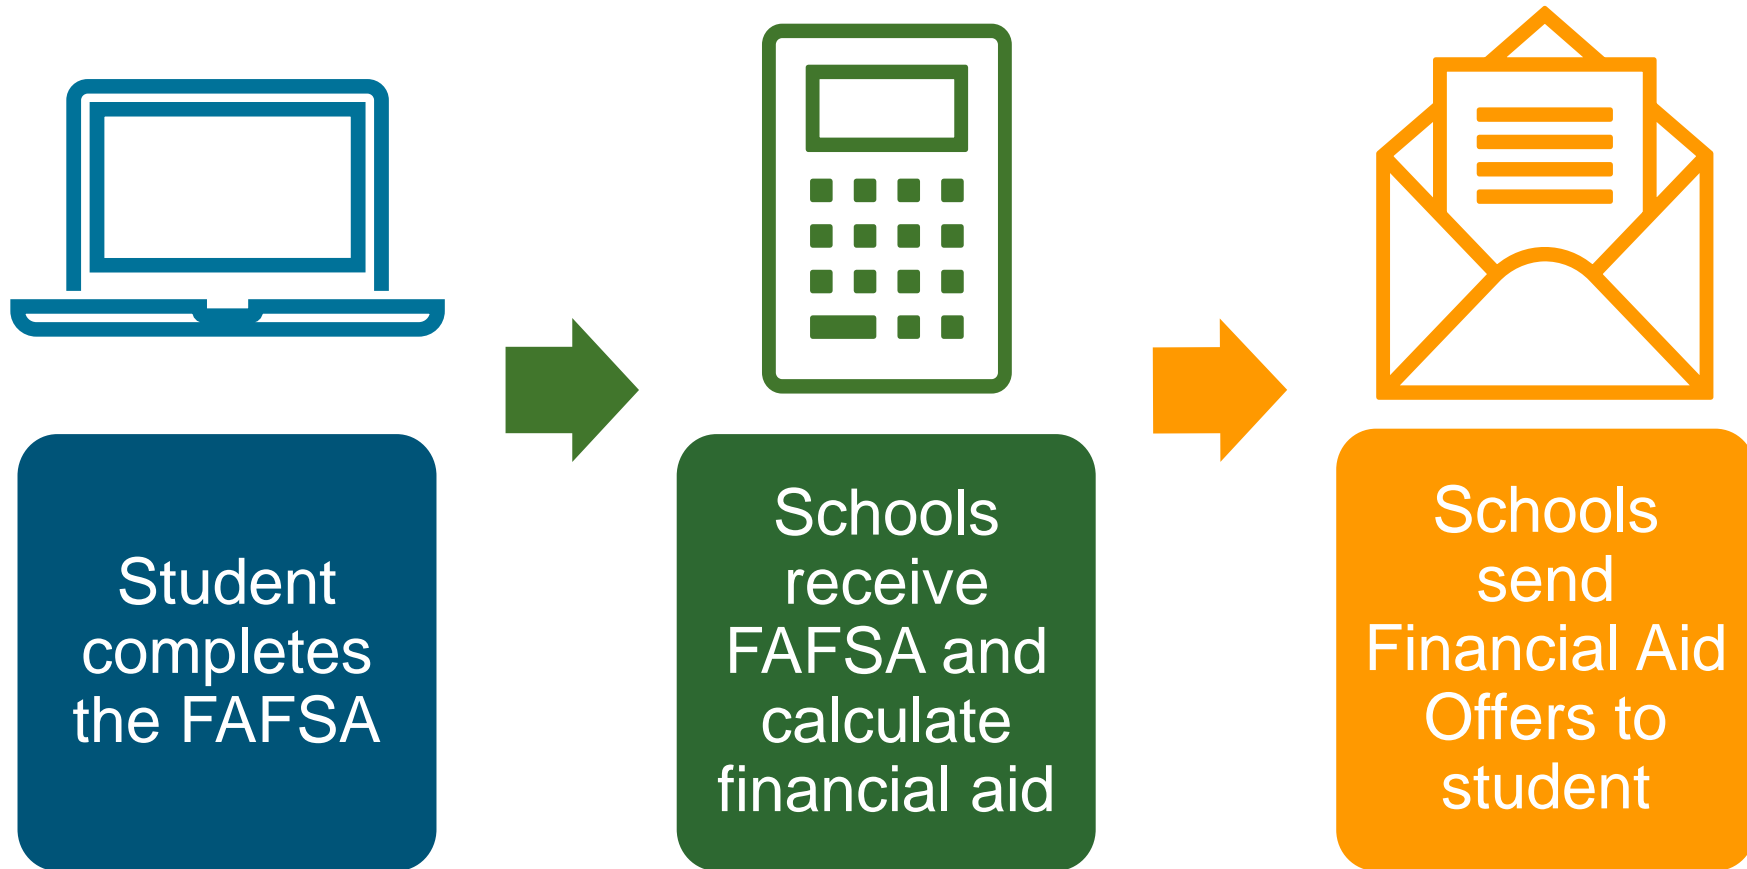 Student
completes
the FAFSA
Schools
receive
FAFSA and
calculate
financial aid
Schools
send
Financial Aid
Offers to
student